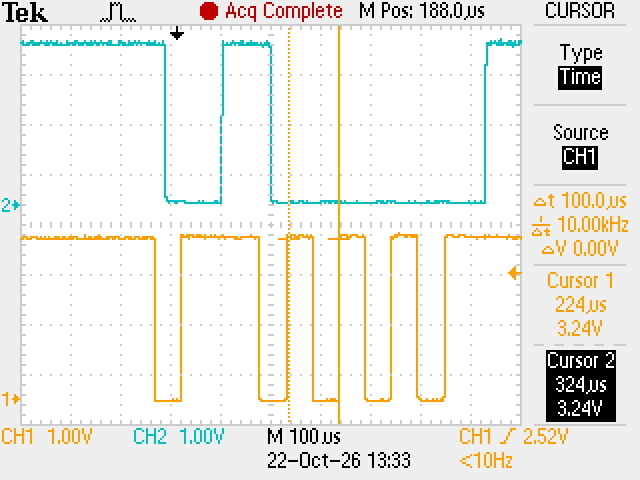 Tek Acq Complete M Pos: 188.0µs CURSOR
Type
Time
Source
CH1
Δt 100.0µs
1/Δt 10.00kHz
ΔV 0.00V
Cursor 1
224µs
3.24V
Cursor 2
324µs
3.24V
2
1
CH1 1.00V CH2 1.00V M 100µs CH1 2.52V
22-Oct-26 13:33 <10Hz